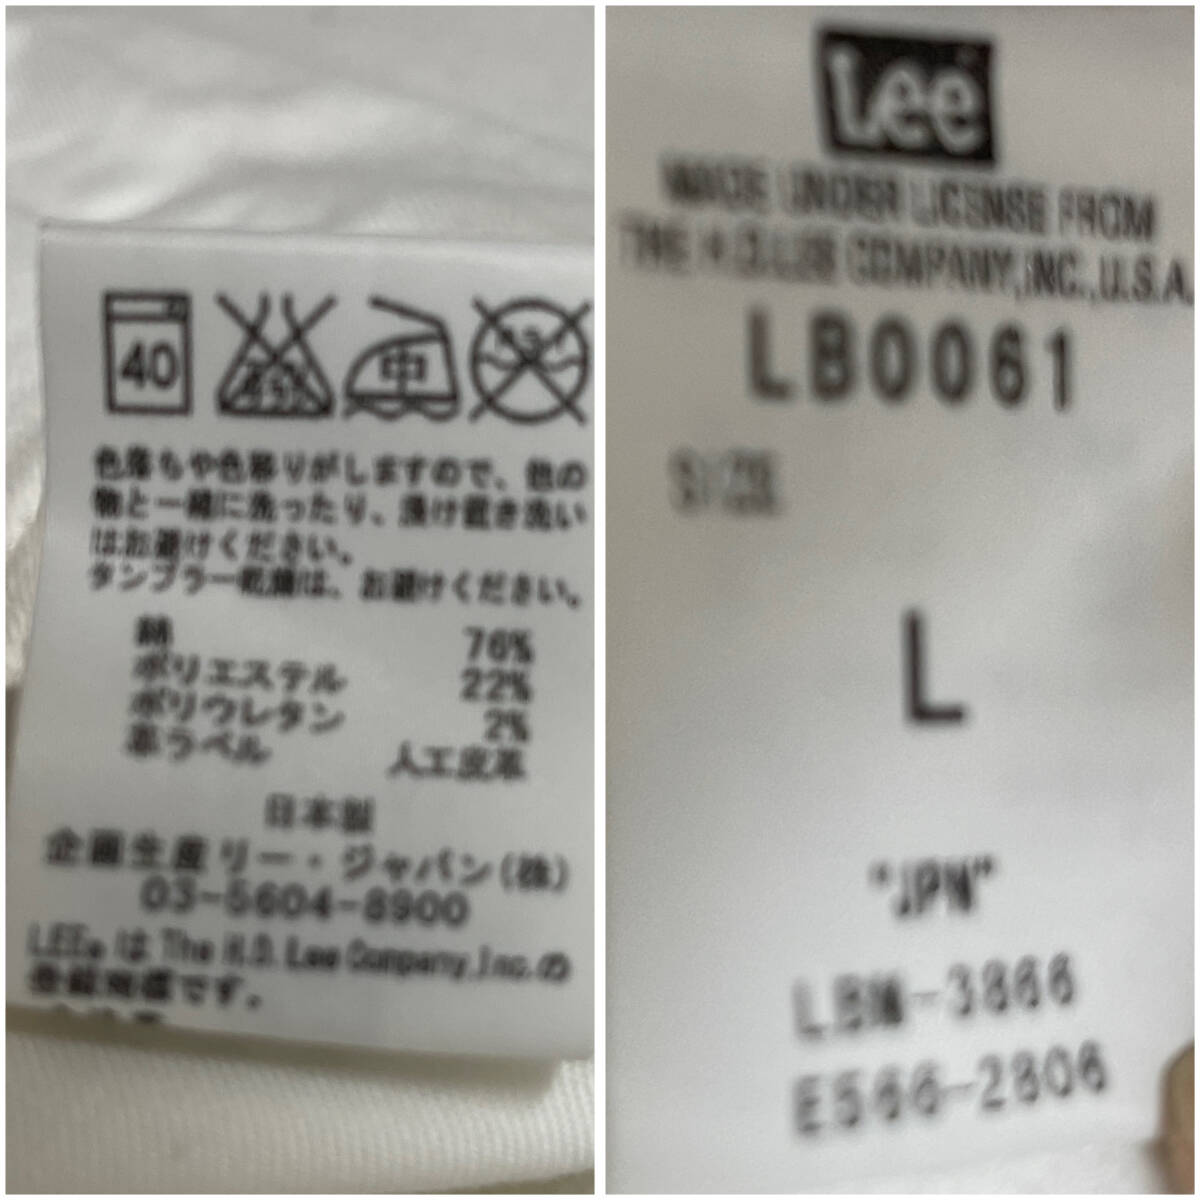 40
中
色落ちや色移りがしますので、他の
物と一緒に洗ったり、漬け置き洗い
はお避けください。
タンブラー乾燥は、お避けください。
綿 76%
ポリエステル 22%
ポリウレタン 2%
革ラベル 人工皮革
日本製
企画生産リー・ジャパン(株)
03-5604-8900
LEE®は The H.D. Lee Company,Inc.の
登録商標です。
Lee
MADE UNDER LICENSE FROM
THE H.D.LEE COMPANY,INC.,U.S.A.
LB0061
SIZE
L
"JPN"
LBM-3866
E566-2806